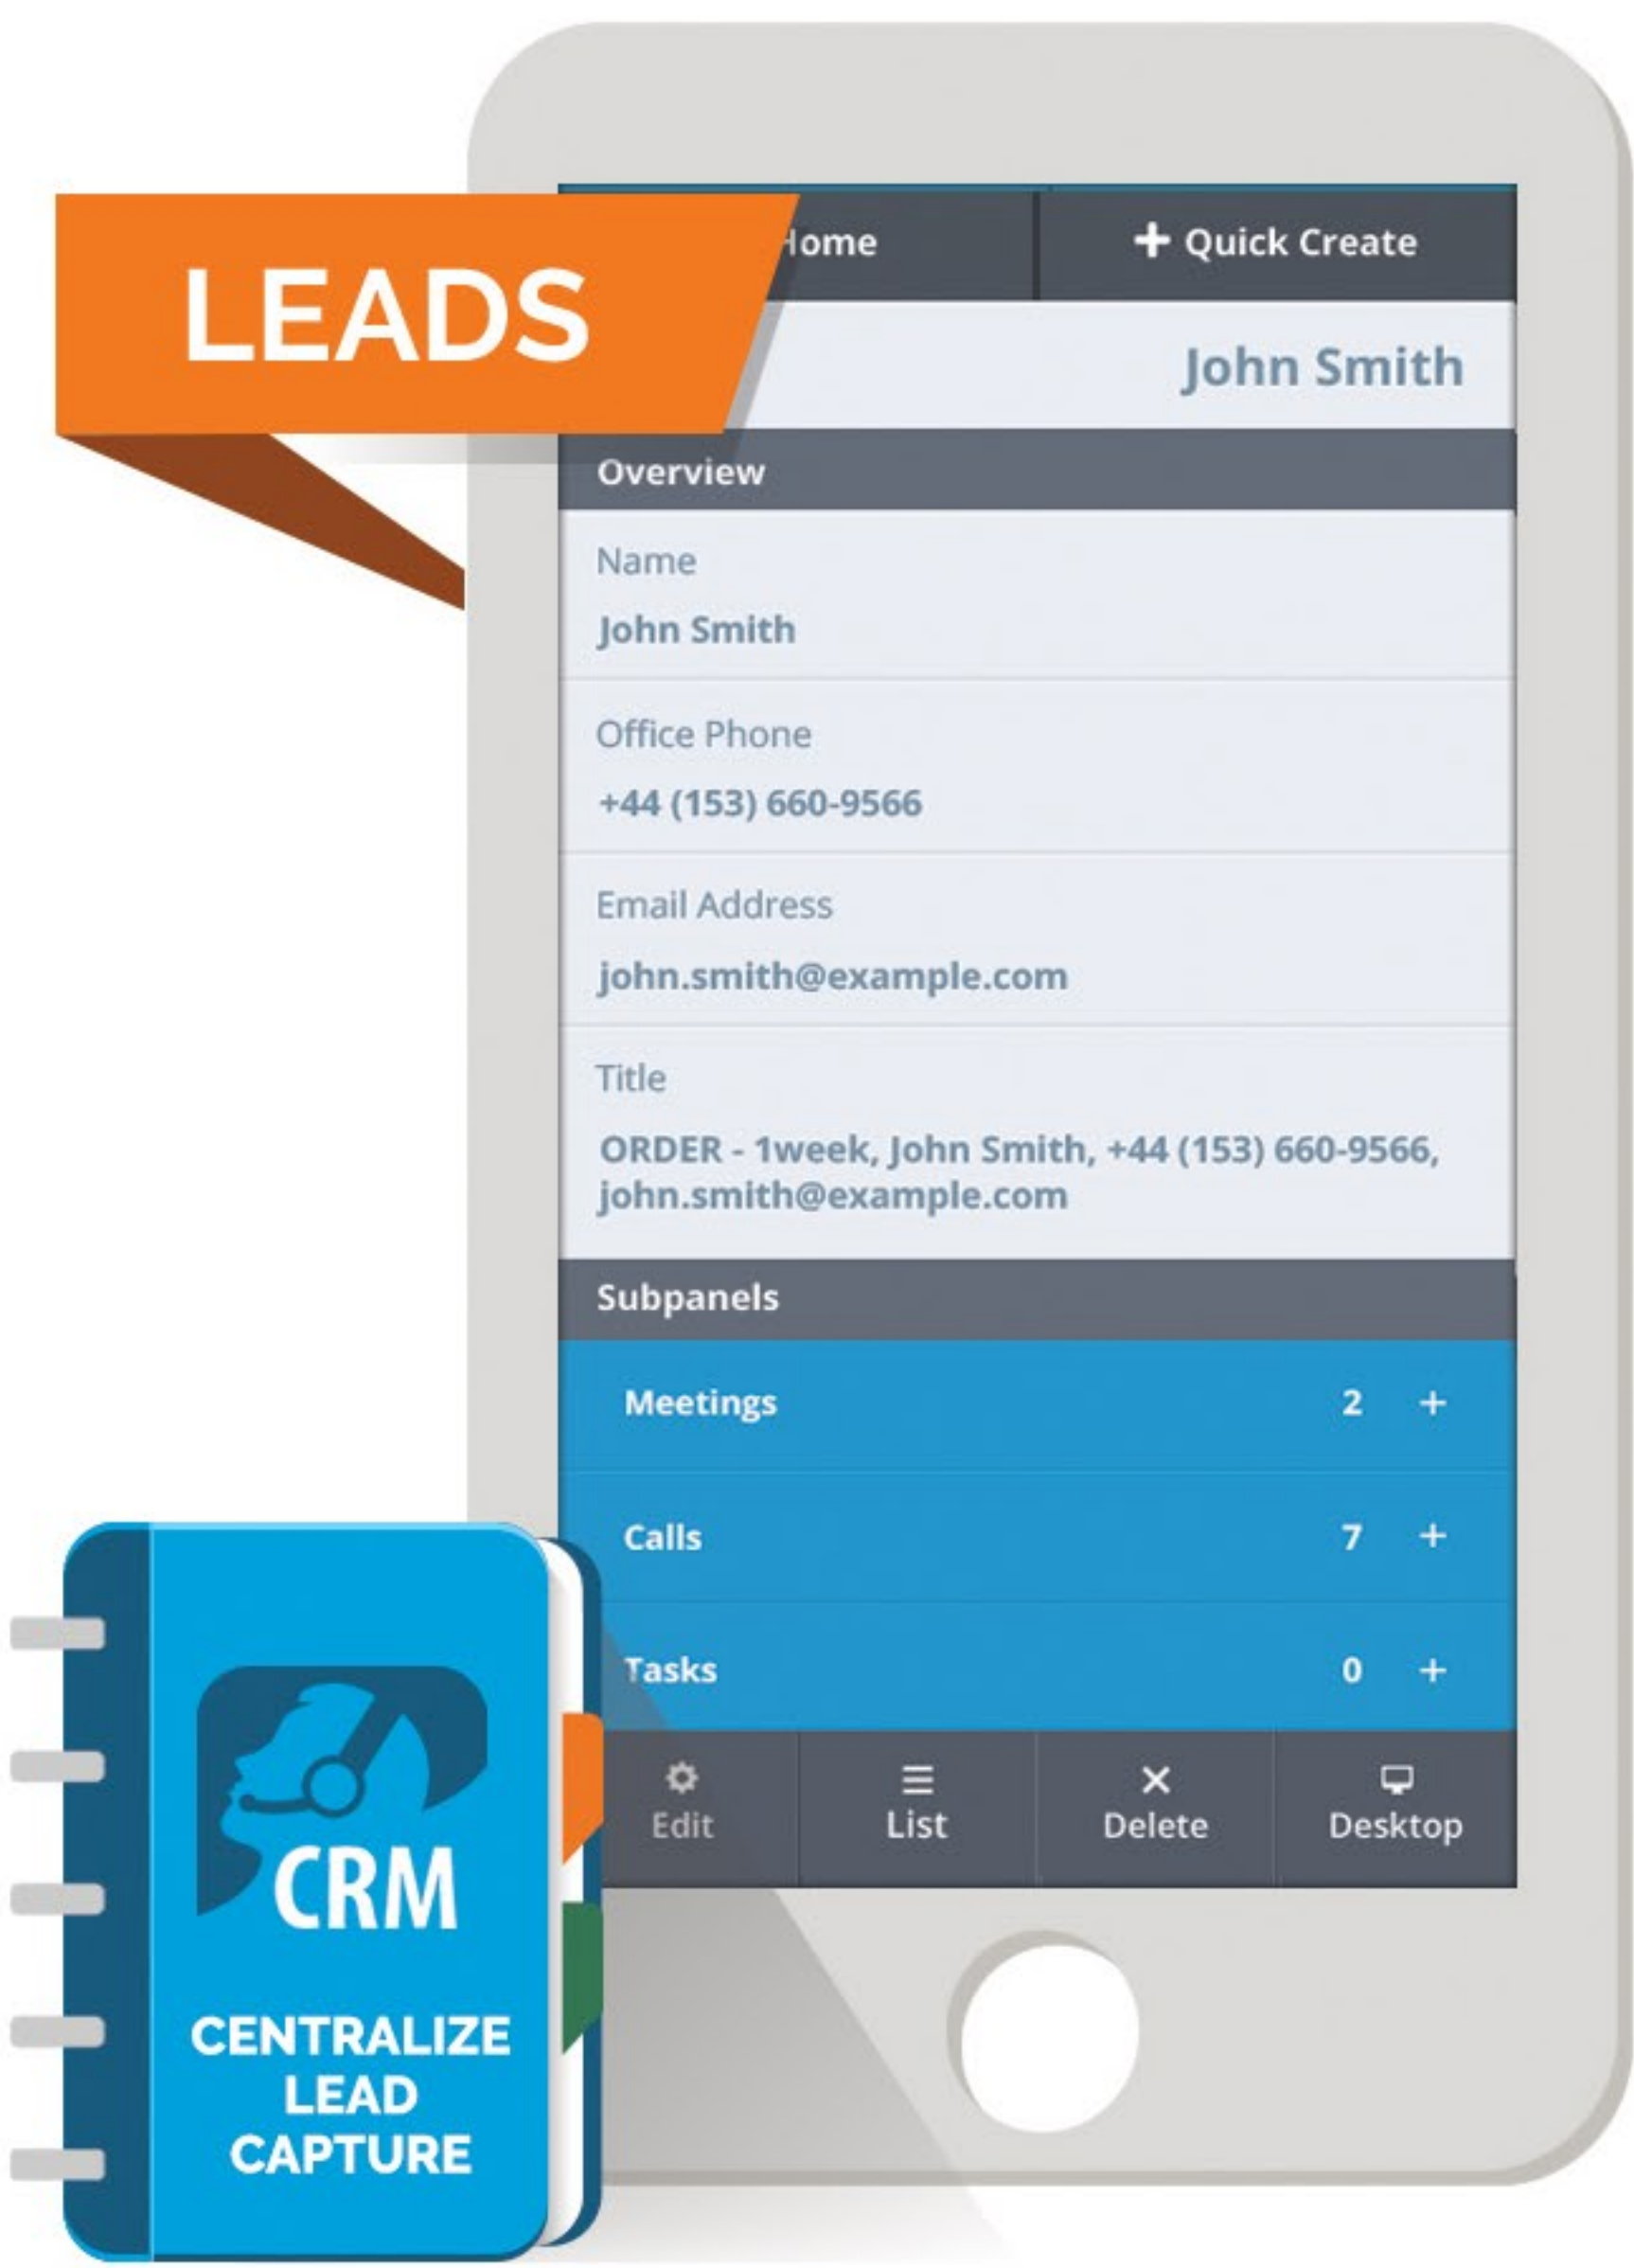 LEADS
Home
Quick Create
John Smith
Overview
Name
John Smith
Office Phone
+44 (153) 660-9566
Email Address
john.smith@example.com
Title
ORDER - 1week, John Smith, +44 (153) 660-9566,
john.smith@example.com
Subpanels
Meetings 2 +
Calls 7 +
Tasks 0 +
Edit List Delete Desktop
CRM
CENTRALIZE
LEAD
CAPTURE